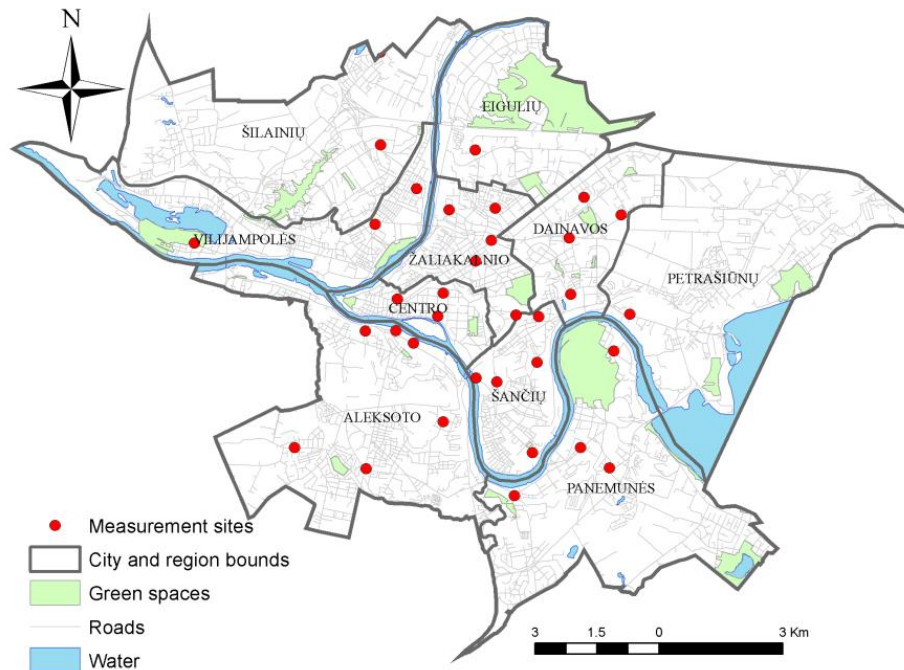 N
EIGULIŲ
ŠILAINIŲ
DAINAVOS
VILIJAMPOLĖS
ŽALIAKALNIO
PETRAŠIŪNŲ
CENTRO
ŠANČIŲ
ALEKSOTO
PANEMUNĖS
Measurement sites
City and region bounds
Green spaces
Roads
Water
3 1.5 0 3 Km